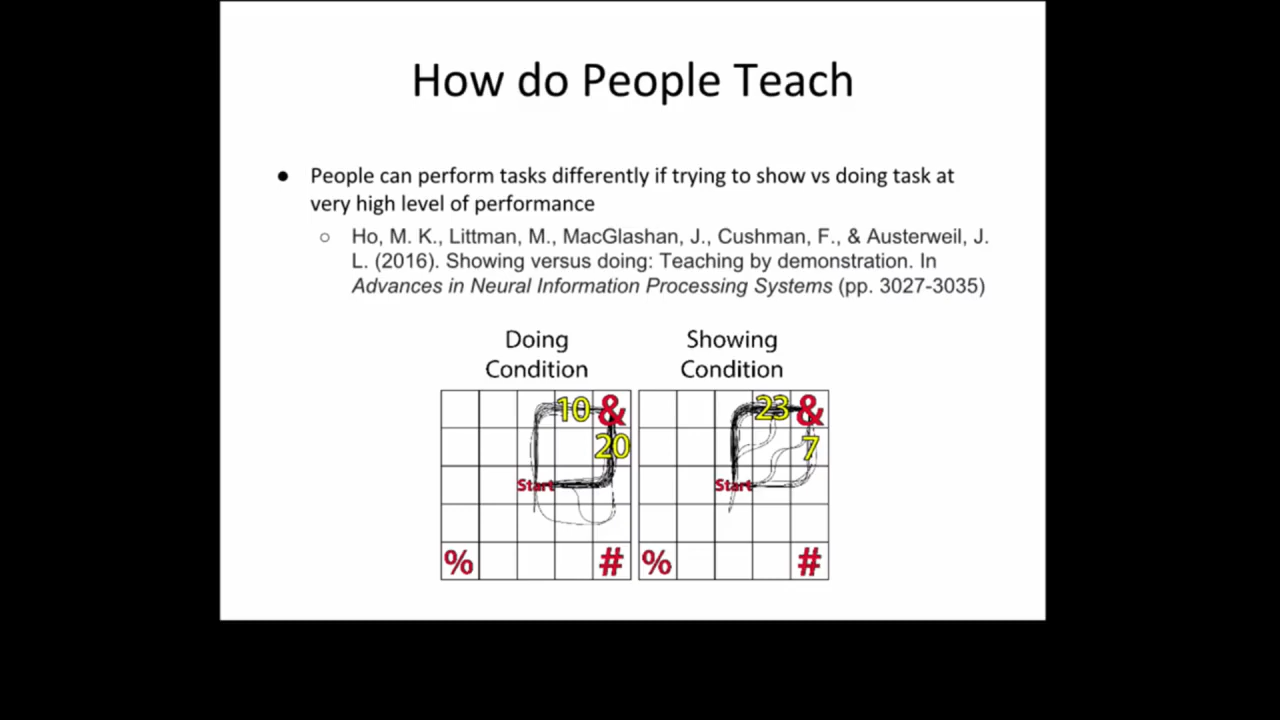 How do People Teach
● People can perform tasks differently if trying to show vs doing task at
very high level of performance
○ Ho, M. K., Littman, M., MacGlashan, J., Cushman, F., & Austerweil, J.
L. (2016). Showing versus doing: Teaching by demonstration. In
Advances in Neural Information Processing Systems (pp. 3027-3035)
Doing
Condition
10 &
20
Start
% #
Showing
Condition
23 &
7
Start
% #